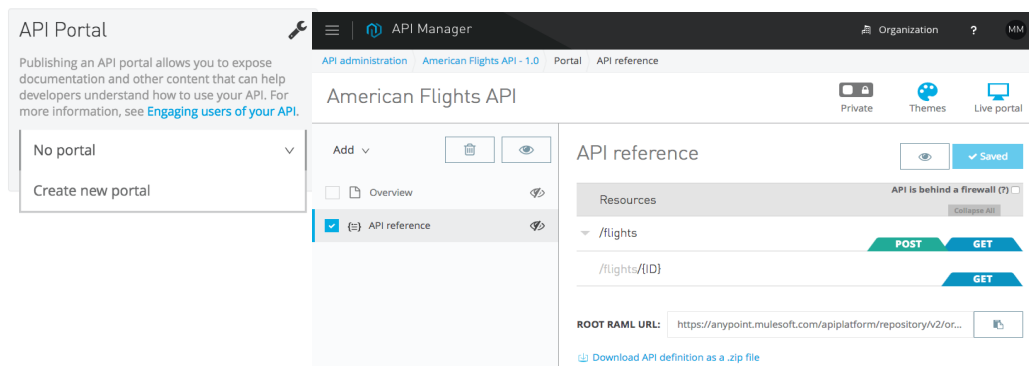 API Portal
Publishing an API portal allows you to expose
documentation and other content that can help
developers understand how to use your API. For
more information, see Engaging users of your API.
No portal
Create new portal
API Manager
Organization
?
MM
API administration
American Flights API - 1.0
Portal
API reference
American Flights API
Private
Themes
Live portal
Add
Overview
{≡} API reference
API reference
Saved
Resources
API is behind a firewall (?)
Collapse All
/flights
POST
GET
/flights/{ID}
GET
ROOT RAML URL:
https://anypoint.mulesoft.com/apiplatform/repository/v2/or...
Download API definition as a .zip file